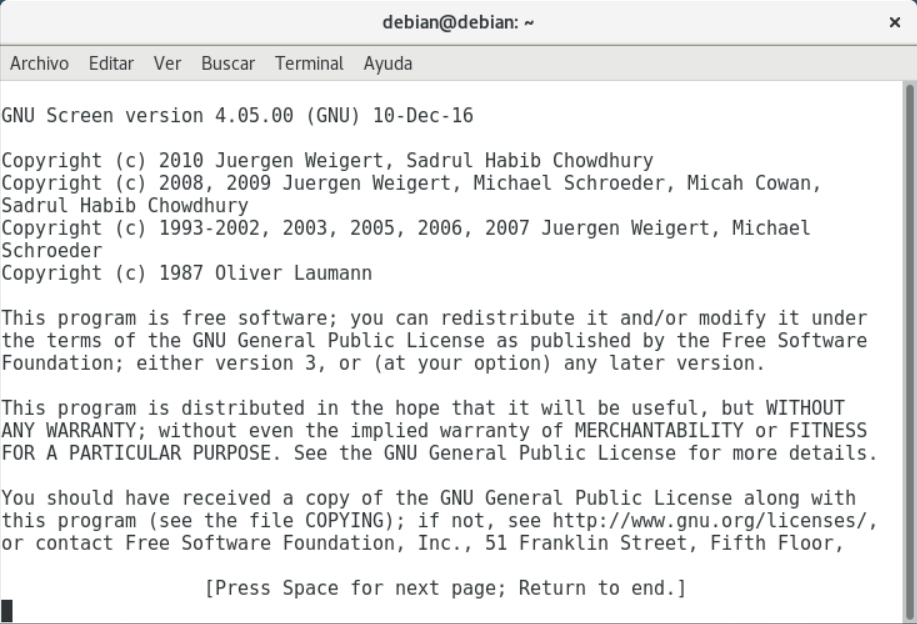 debian@debian: ~
×
Archivo Editar Ver Buscar Terminal Ayuda
GNU Screen version 4.05.00 (GNU) 10-Dec-16
Copyright (c) 2010 Juergen Weigert, Sadrul Habib Chowdhury
Copyright (c) 2008, 2009 Juergen Weigert, Michael Schroeder, Micah Cowan,
Sadrul Habib Chowdhury
Copyright (c) 1993-2002, 2003, 2005, 2006, 2007 Juergen Weigert, Michael
Schroeder
Copyright (c) 1987 Oliver Laumann
This program is free software; you can redistribute it and/or modify it under
the terms of the GNU General Public License as published by the Free Software
Foundation; either version 3, or (at your option) any later version.
This program is distributed in the hope that it will be useful, but WITHOUT
ANY WARRANTY; without even the implied warranty of MERCHANTABILITY or FITNESS
FOR A PARTICULAR PURPOSE. See the GNU General Public License for more details.
You should have received a copy of the GNU General Public License along with
this program (see the file COPYING); if not, see http://www.gnu.org/licenses/,
or contact Free Software Foundation, Inc., 51 Franklin Street, Fifth Floor,
[Press Space for next page; Return to end.]